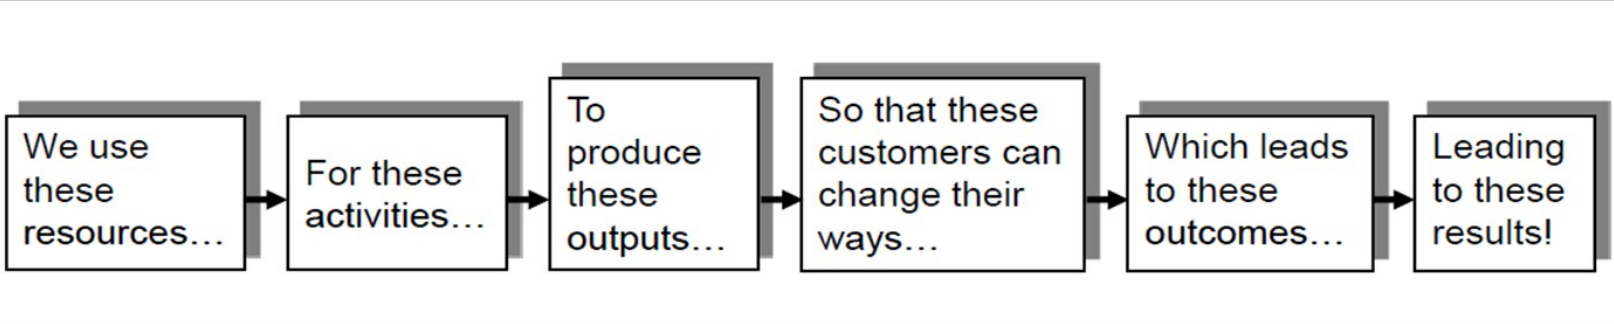 We use
these
resources…
For these
activities…
To
produce
these
outputs…
So that these
customers can
change their
ways…
Which leads
to these
outcomes…
Leading
to these
results!